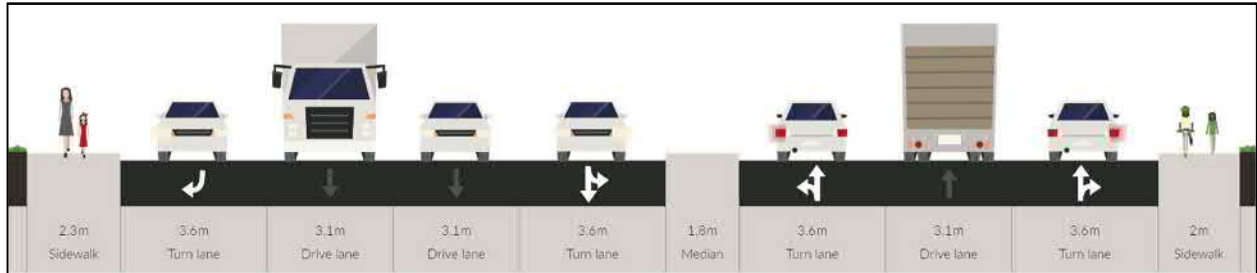 2.3m 3.6m 3.1m 3.1m 3.6m 1.8m 3.6m 3.1m 3.6m 2m
Sidewalk Turn lane Drive lane Drive lane Turn lane Median Turn lane Drive lane Turn lane Sidewalk